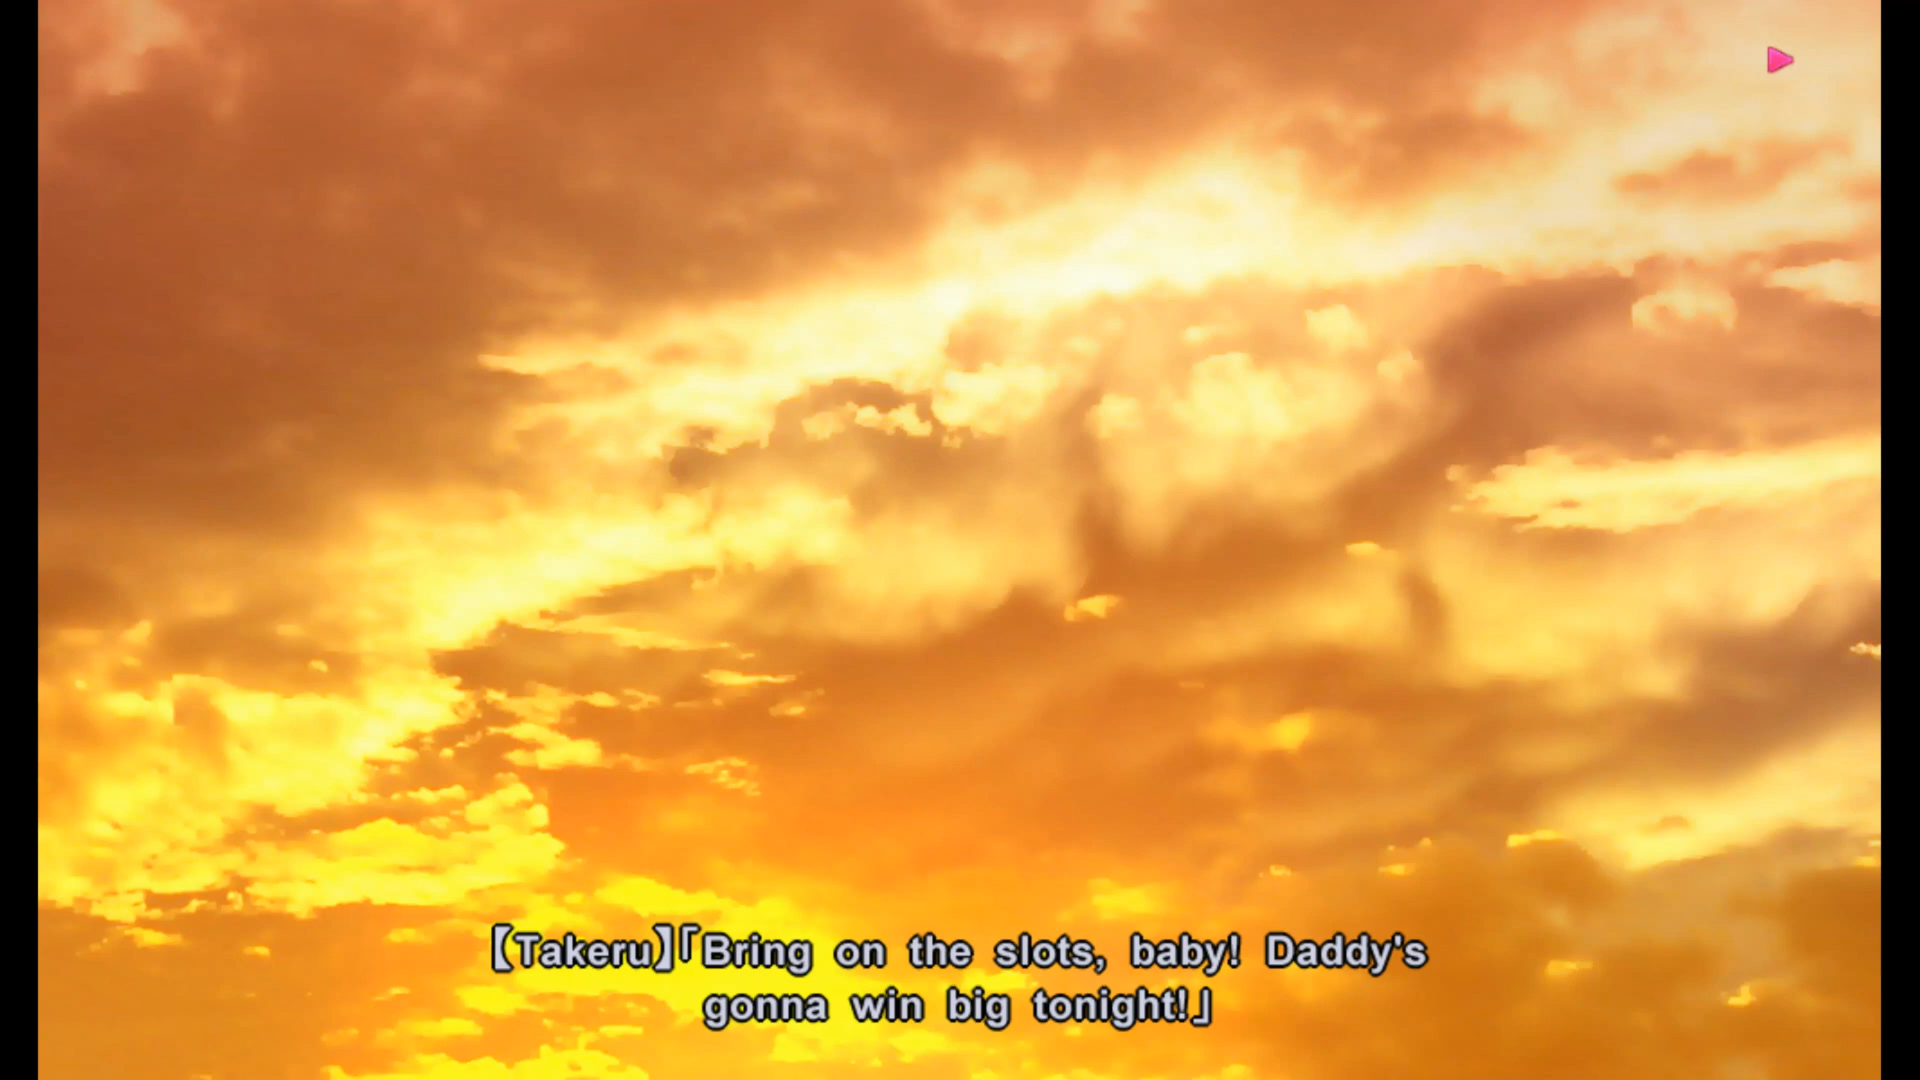 【Takeru】「Bring on the slots, baby! Daddy's
gonna win big tonight!」